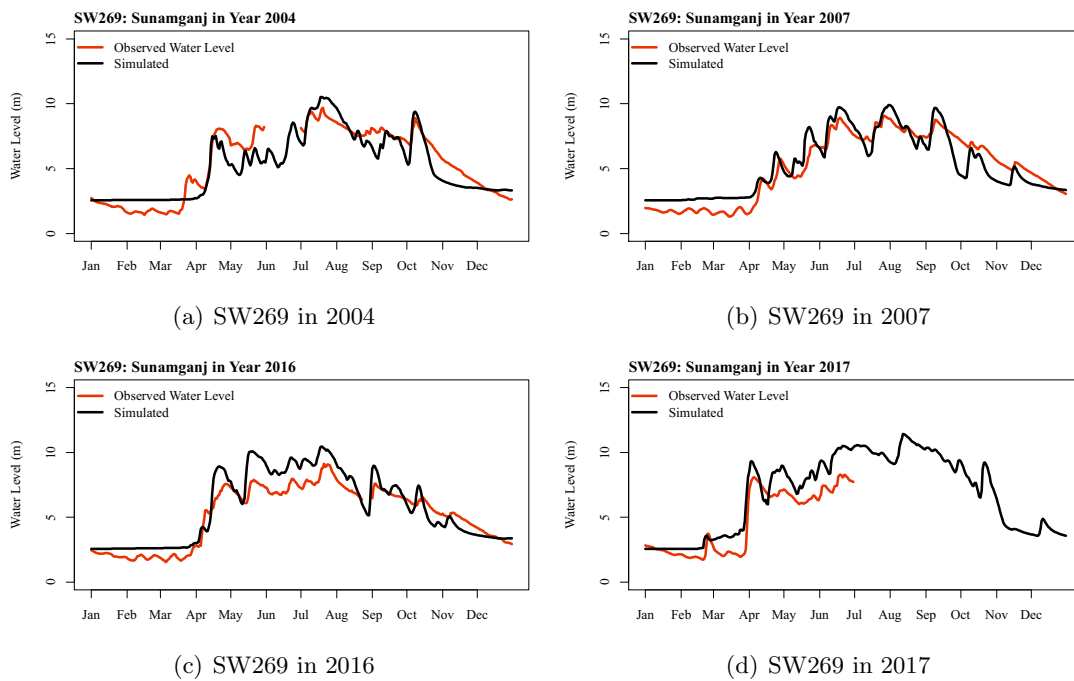 SW269: Sunamganj in Year 2004
15
10
5
0
Water Level (m)
Observed Water Level
Simulated
Jan Feb Mar Apr May Jun Jul Aug Sep Oct Nov Dec
(a) SW269 in 2004
SW269: Sunamganj in Year 2007
15
10
5
0
Water Level (m)
Observed Water Level
Simulated
Jan Feb Mar Apr May Jun Jul Aug Sep Oct Nov Dec
(b) SW269 in 2007
SW269: Sunamganj in Year 2016
15
10
5
0
Water Level (m)
Observed Water Level
Simulated
Jan Feb Mar Apr May Jun Jul Aug Sep Oct Nov Dec
(c) SW269 in 2016
SW269: Sunamganj in Year 2017
15
10
5
0
Water Level (m)
Observed Water Level
Simulated
Jan Feb Mar Apr May Jun Jul Aug Sep Oct Nov Dec
(d) SW269 in 2017